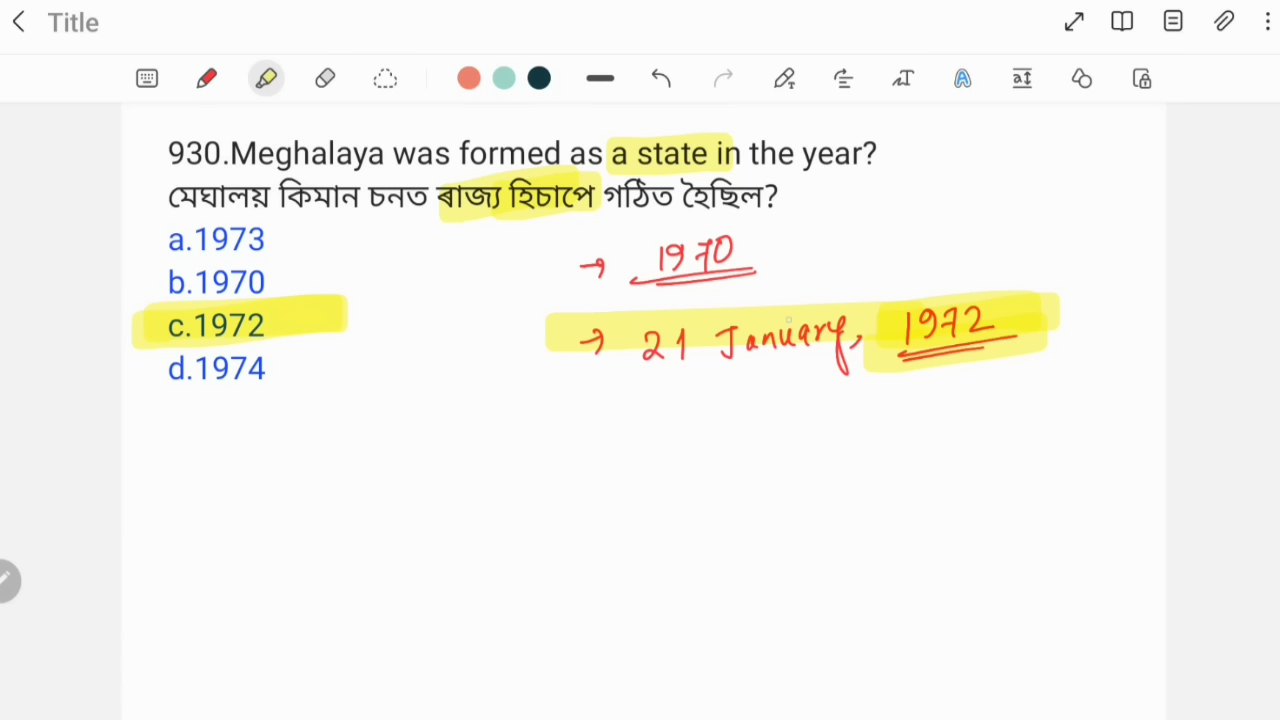 Title
930.Meghalaya was formed as a state in the year?
মেঘালয় কিমান চনত ৰাজ্য হিচাপে গঠিত হৈছিল?
a.1973
b.1970
c.1972
d.1974
→ 1970
→ 21 January, 1972